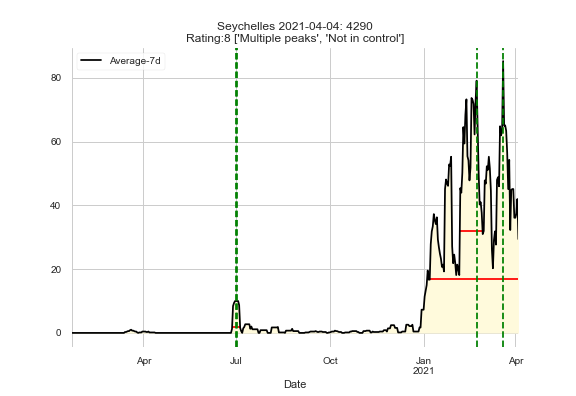 Seychelles 2021-04-04: 4290
Rating:8 ['Multiple peaks', 'Not in control']
Average-7d
80
60
40
20
0
Apr Jul Oct Jan Apr
2021
Date